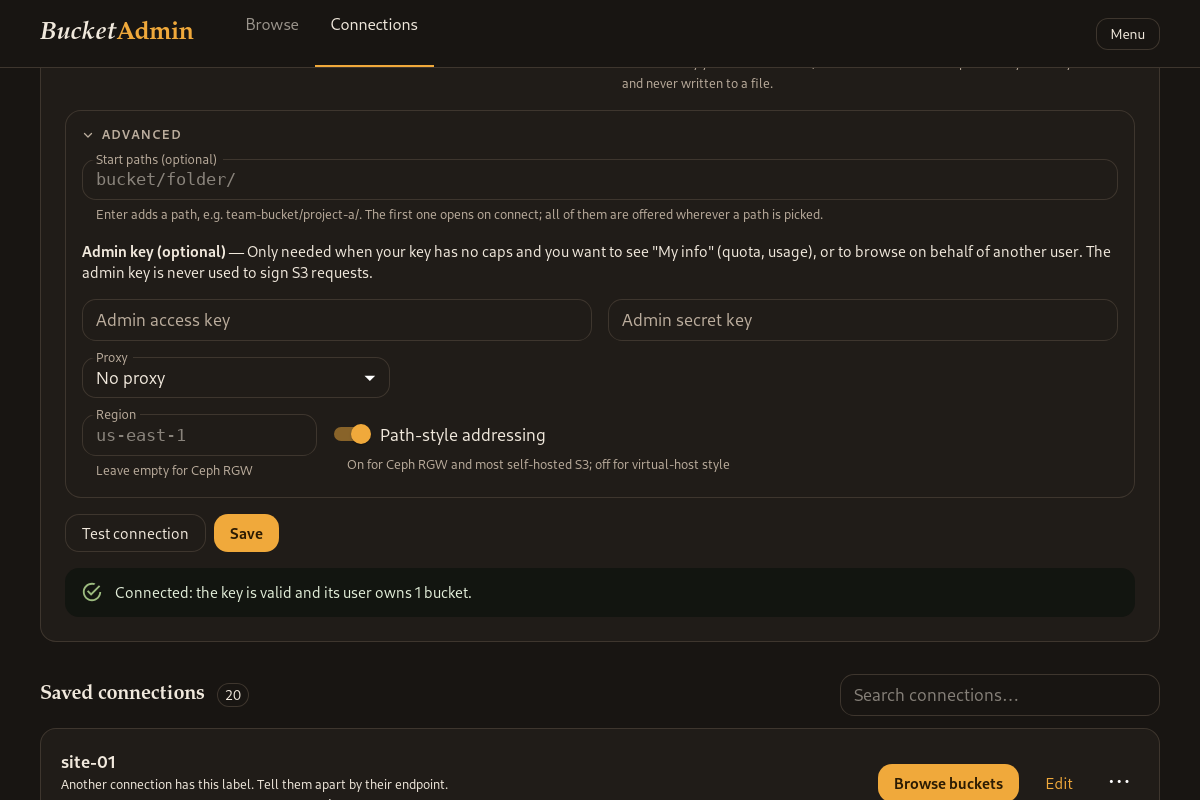 BucketAdmin
Browse
Connections
Menu
and never written to a file.
ADVANCED
Start paths (optional)
bucket/folder/
Enter adds a path, e.g. team-bucket/project-a/. The first one opens on connect; all of them are offered wherever a path is picked.
Admin key (optional) — Only needed when your key has no caps and you want to see "My info" (quota, usage), or to browse on behalf of another user. The
admin key is never used to sign S3 requests.
Admin access key
Admin secret key
Proxy
No proxy
Region
us-east-1
Path-style addressing
Leave empty for Ceph RGW
On for Ceph RGW and most self-hosted S3; off for virtual-host style
Test connection
Save
Connected: the key is valid and its user owns 1 bucket.
Saved connections
20
Search connections...
site-01
Another connection has this label. Tell them apart by their endpoint.
Browse buckets
Edit